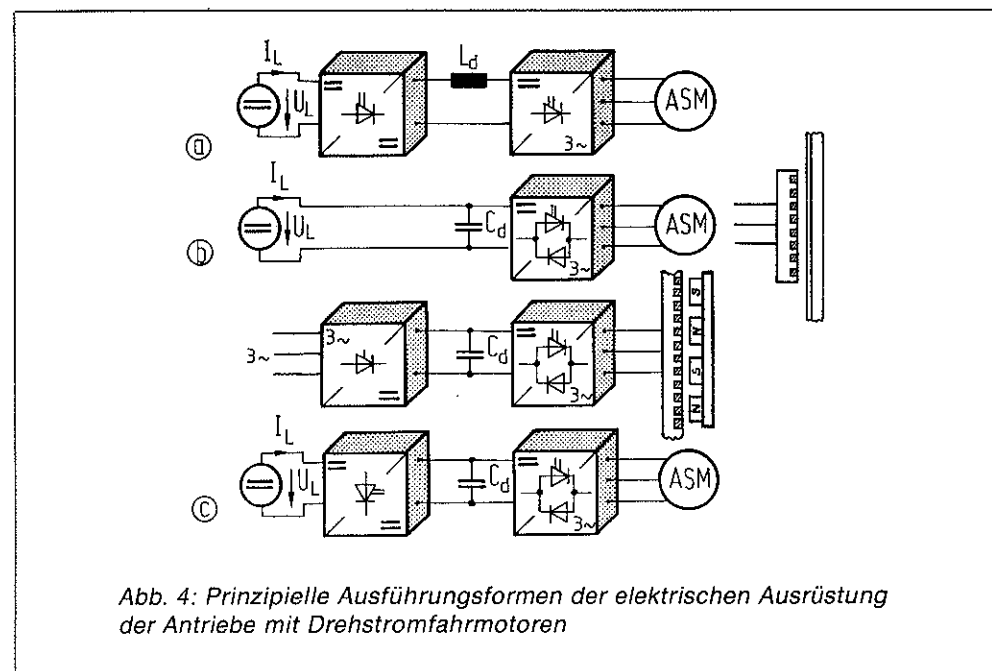 I_L
L_d
U_L
3~
ASM
ⓐ
I_L
U_L
C_d
3~
ASM
ⓑ
S
N
S
N
3~
3~
C_d
3~
I_L
U_L
C_d
3~
ASM
ⓒ
Abb. 4: Prinzipielle Ausführungsformen der elektrischen Ausrüstung
der Antriebe mit Drehstromfahrmotoren